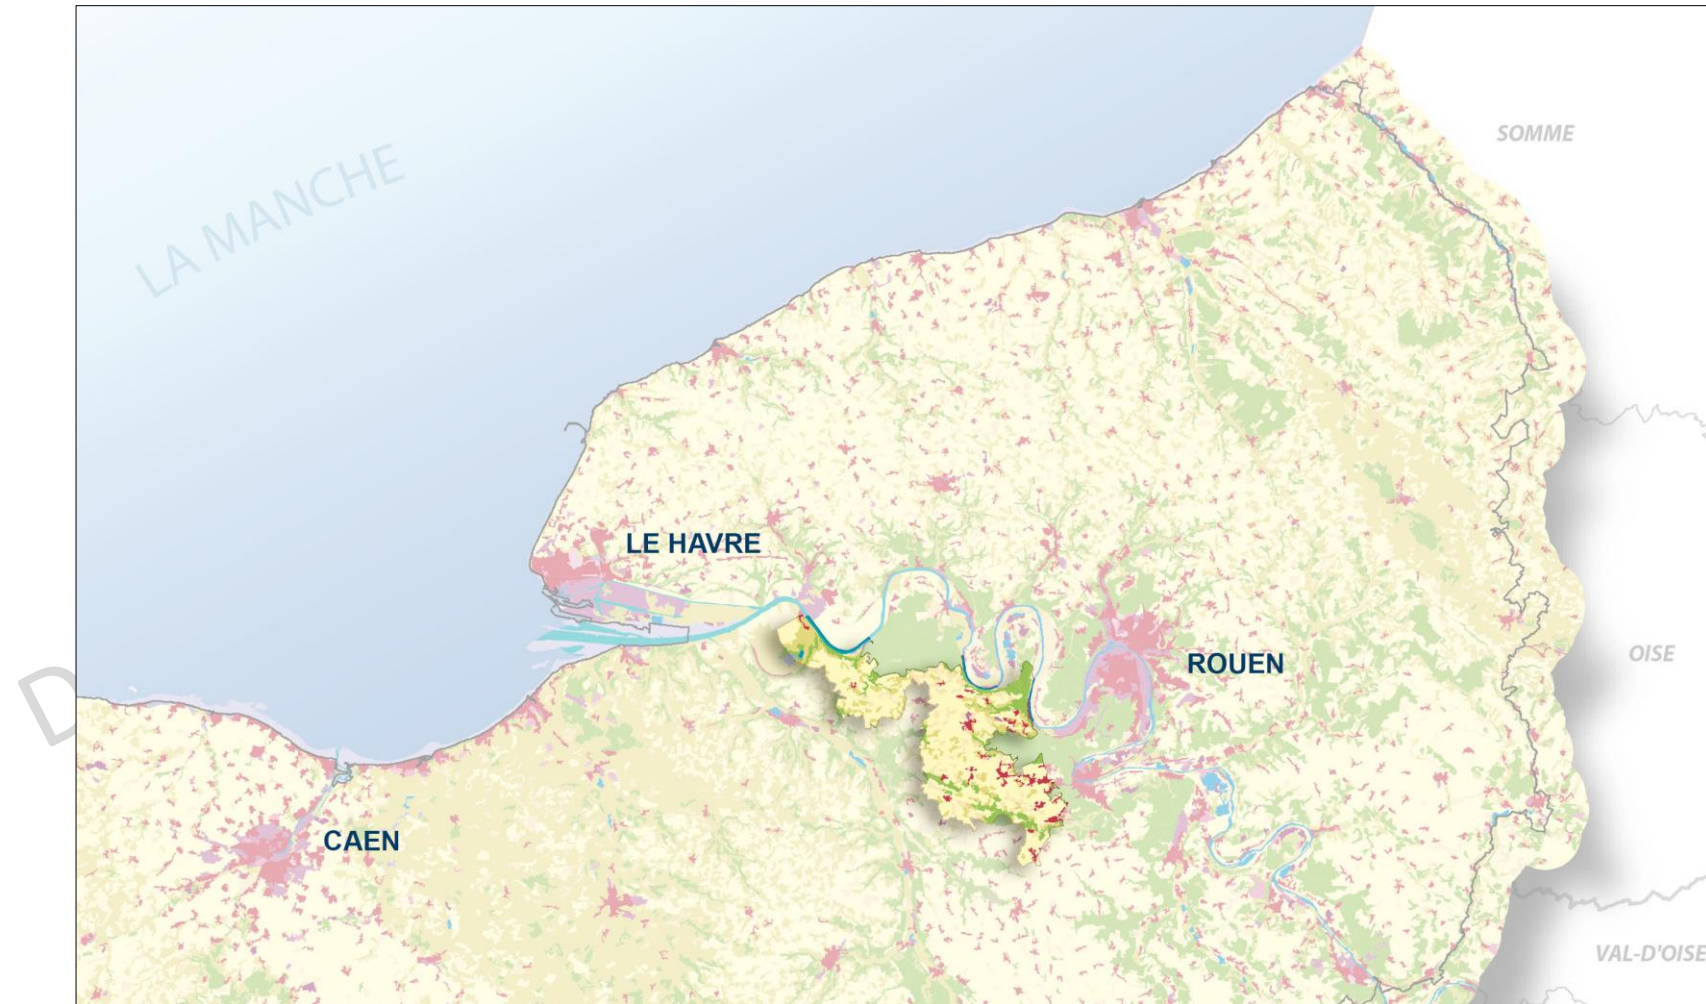 SOMME
LA MANCHE
LE HAVRE
OISE
ROUEN
CAEN
VAL-D'OISE